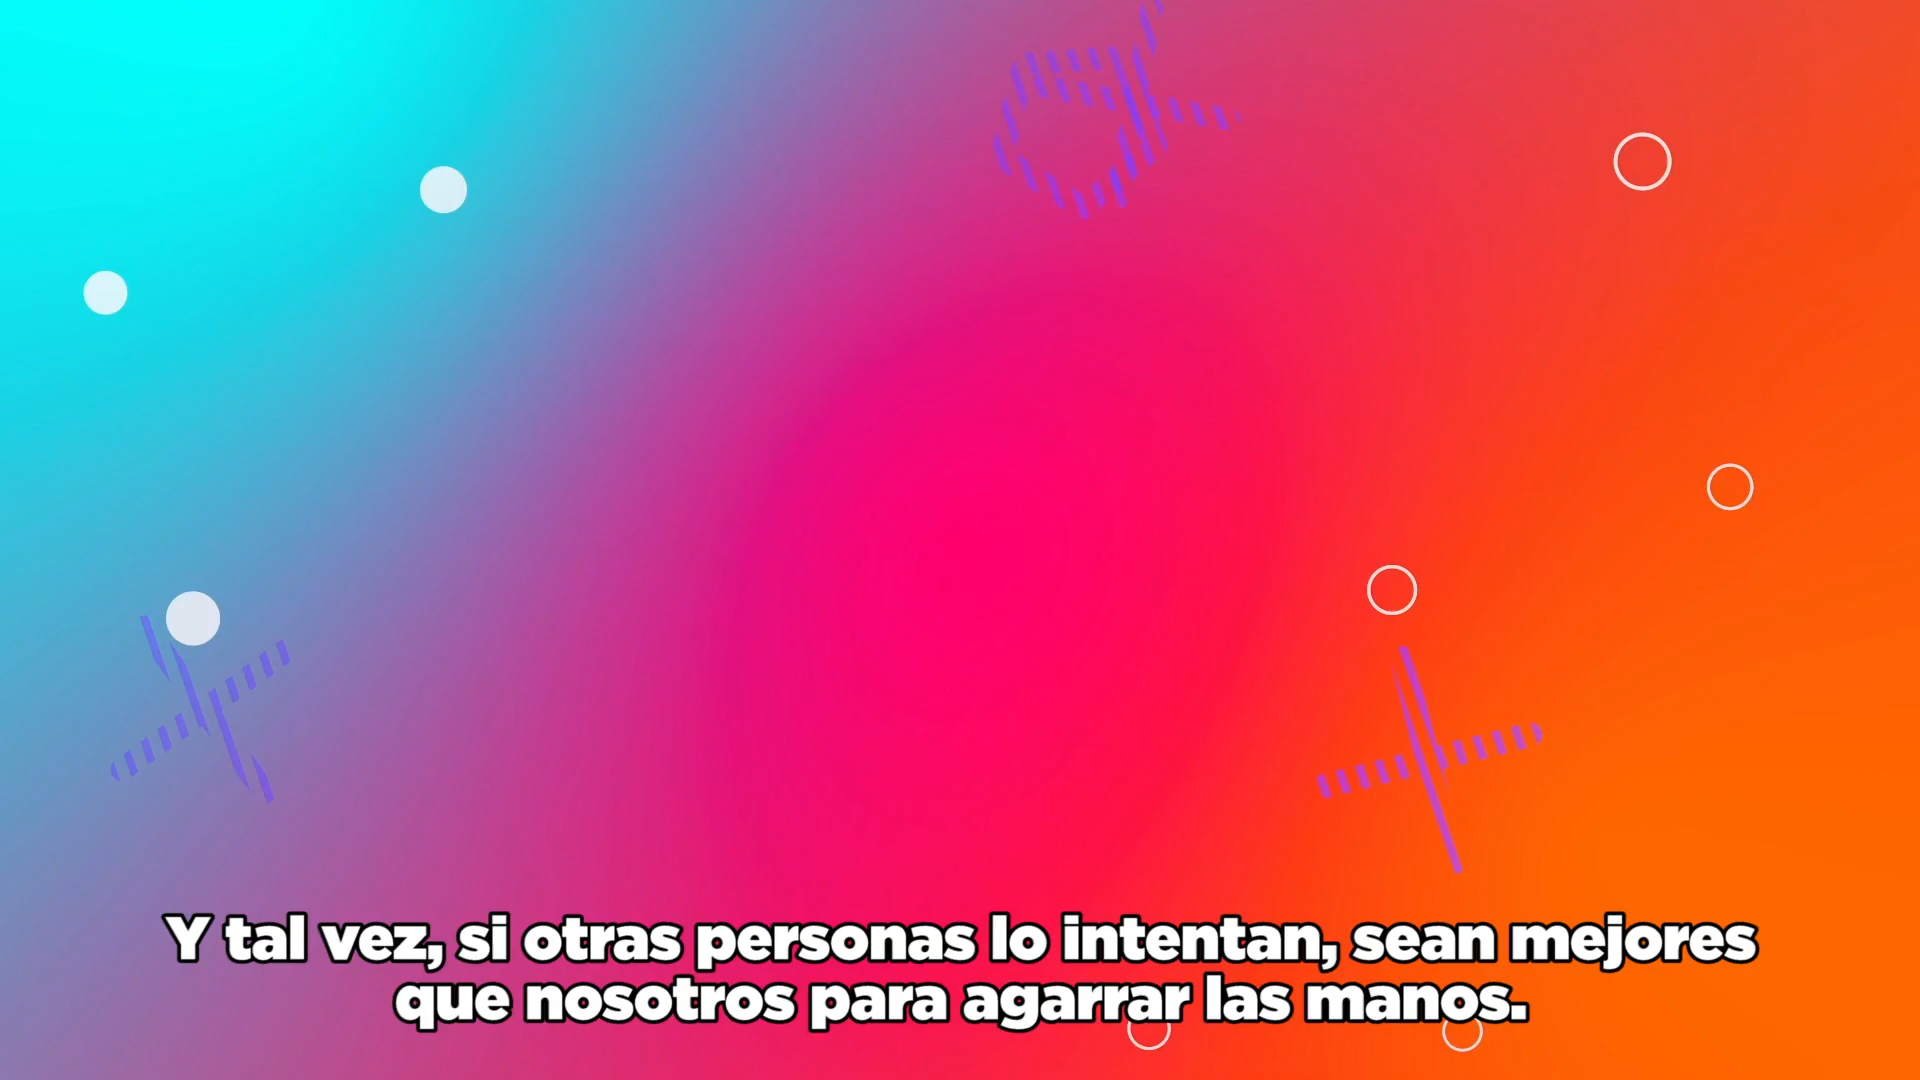 Y tal vez, si otras personas lo intentan, sean mejores
que nosotros para agarrar las manos.